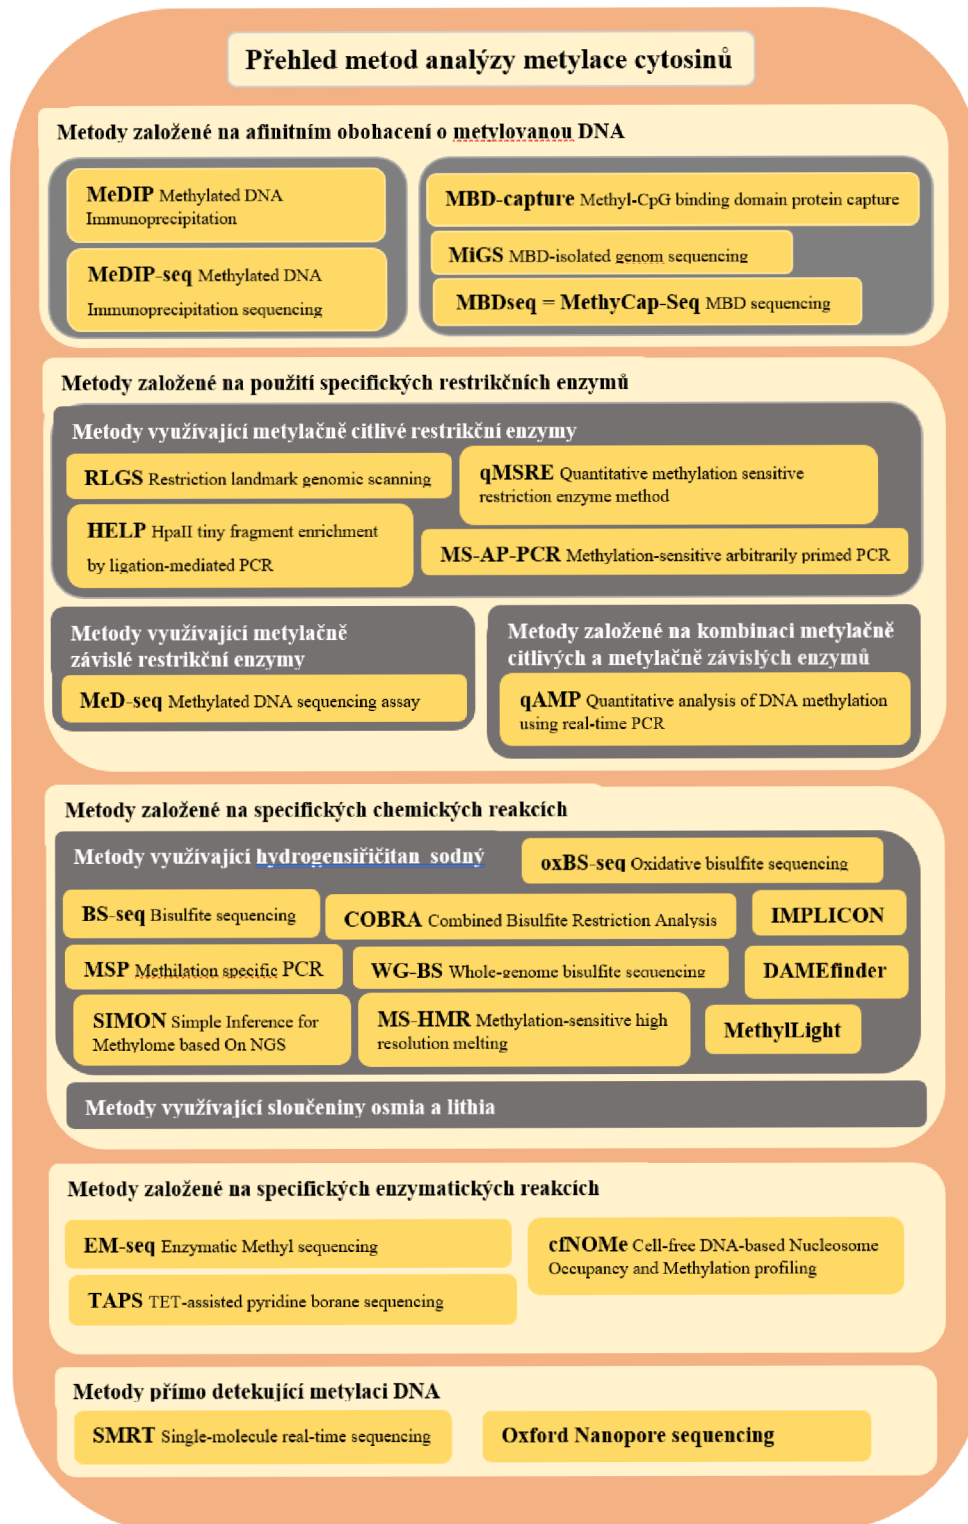 Přehled metod analýzy metylace cytosinů
Metody založené na afinitním obohacení o metylovanou DNA
MeDIP Methylated DNA
Immunoprecipitation
MeDIP-seq Methylated DNA
Immunoprecipitation sequencing
MBD-capture Methyl-CpG binding domain protein capture
MiGS MBD-isolated genom sequencing
MBDseq = MethyCap-Seq MBD sequencing
Metody založené na použití specifických restrikčních enzymů
Metody využívající metylačně citlivé restrikční enzymy
RLGS Restriction landmark genomic scanning
qMSRE Quantitative methylation sensitive
restriction enzyme method
HELP HpaII tiny fragment enrichment
by ligation-mediated PCR
MS-AP-PCR Methylation-sensitive arbitrarily primed PCR
Metody využívající metylačně
závislé restrikční enzymy
MeD-seq Methylated DNA sequencing assay
Metody založené na kombinaci metylačně
citlivých a metylačně závislých enzymů
qAMP Quantitative analysis of DNA methylation
using real-time PCR
Metody založené na specifických chemických reakcích
Metody využívající hydrogensiřičitan sodný
oxBS-seq Oxidative bisulfite sequencing
BS-seq Bisulfite sequencing
COBRA Combined Bisulfite Restriction Analysis
IMPLICON
MSP Methilation specific PCR
WG-BS Whole-genome bisulfite sequencing
DAMEfinder
SIMON Simple Inference for
Methylome based On NGS
MS-HMR Methylation-sensitive high
resolution melting
MethylLight
Metody využívající sloučeniny osmia a lithia
Metody založené na specifických enzymatických reakcích
EM-seq Enzymatic Methyl sequencing
cfNOMe Cell-free DNA-based Nucleosome
Occupancy and Methylation profiling
TAPS TET-assisted pyridine borane sequencing
Metody přímo detekující metylaci DNA
SMRT Single-molecule real-time sequencing
Oxford Nanopore sequencing